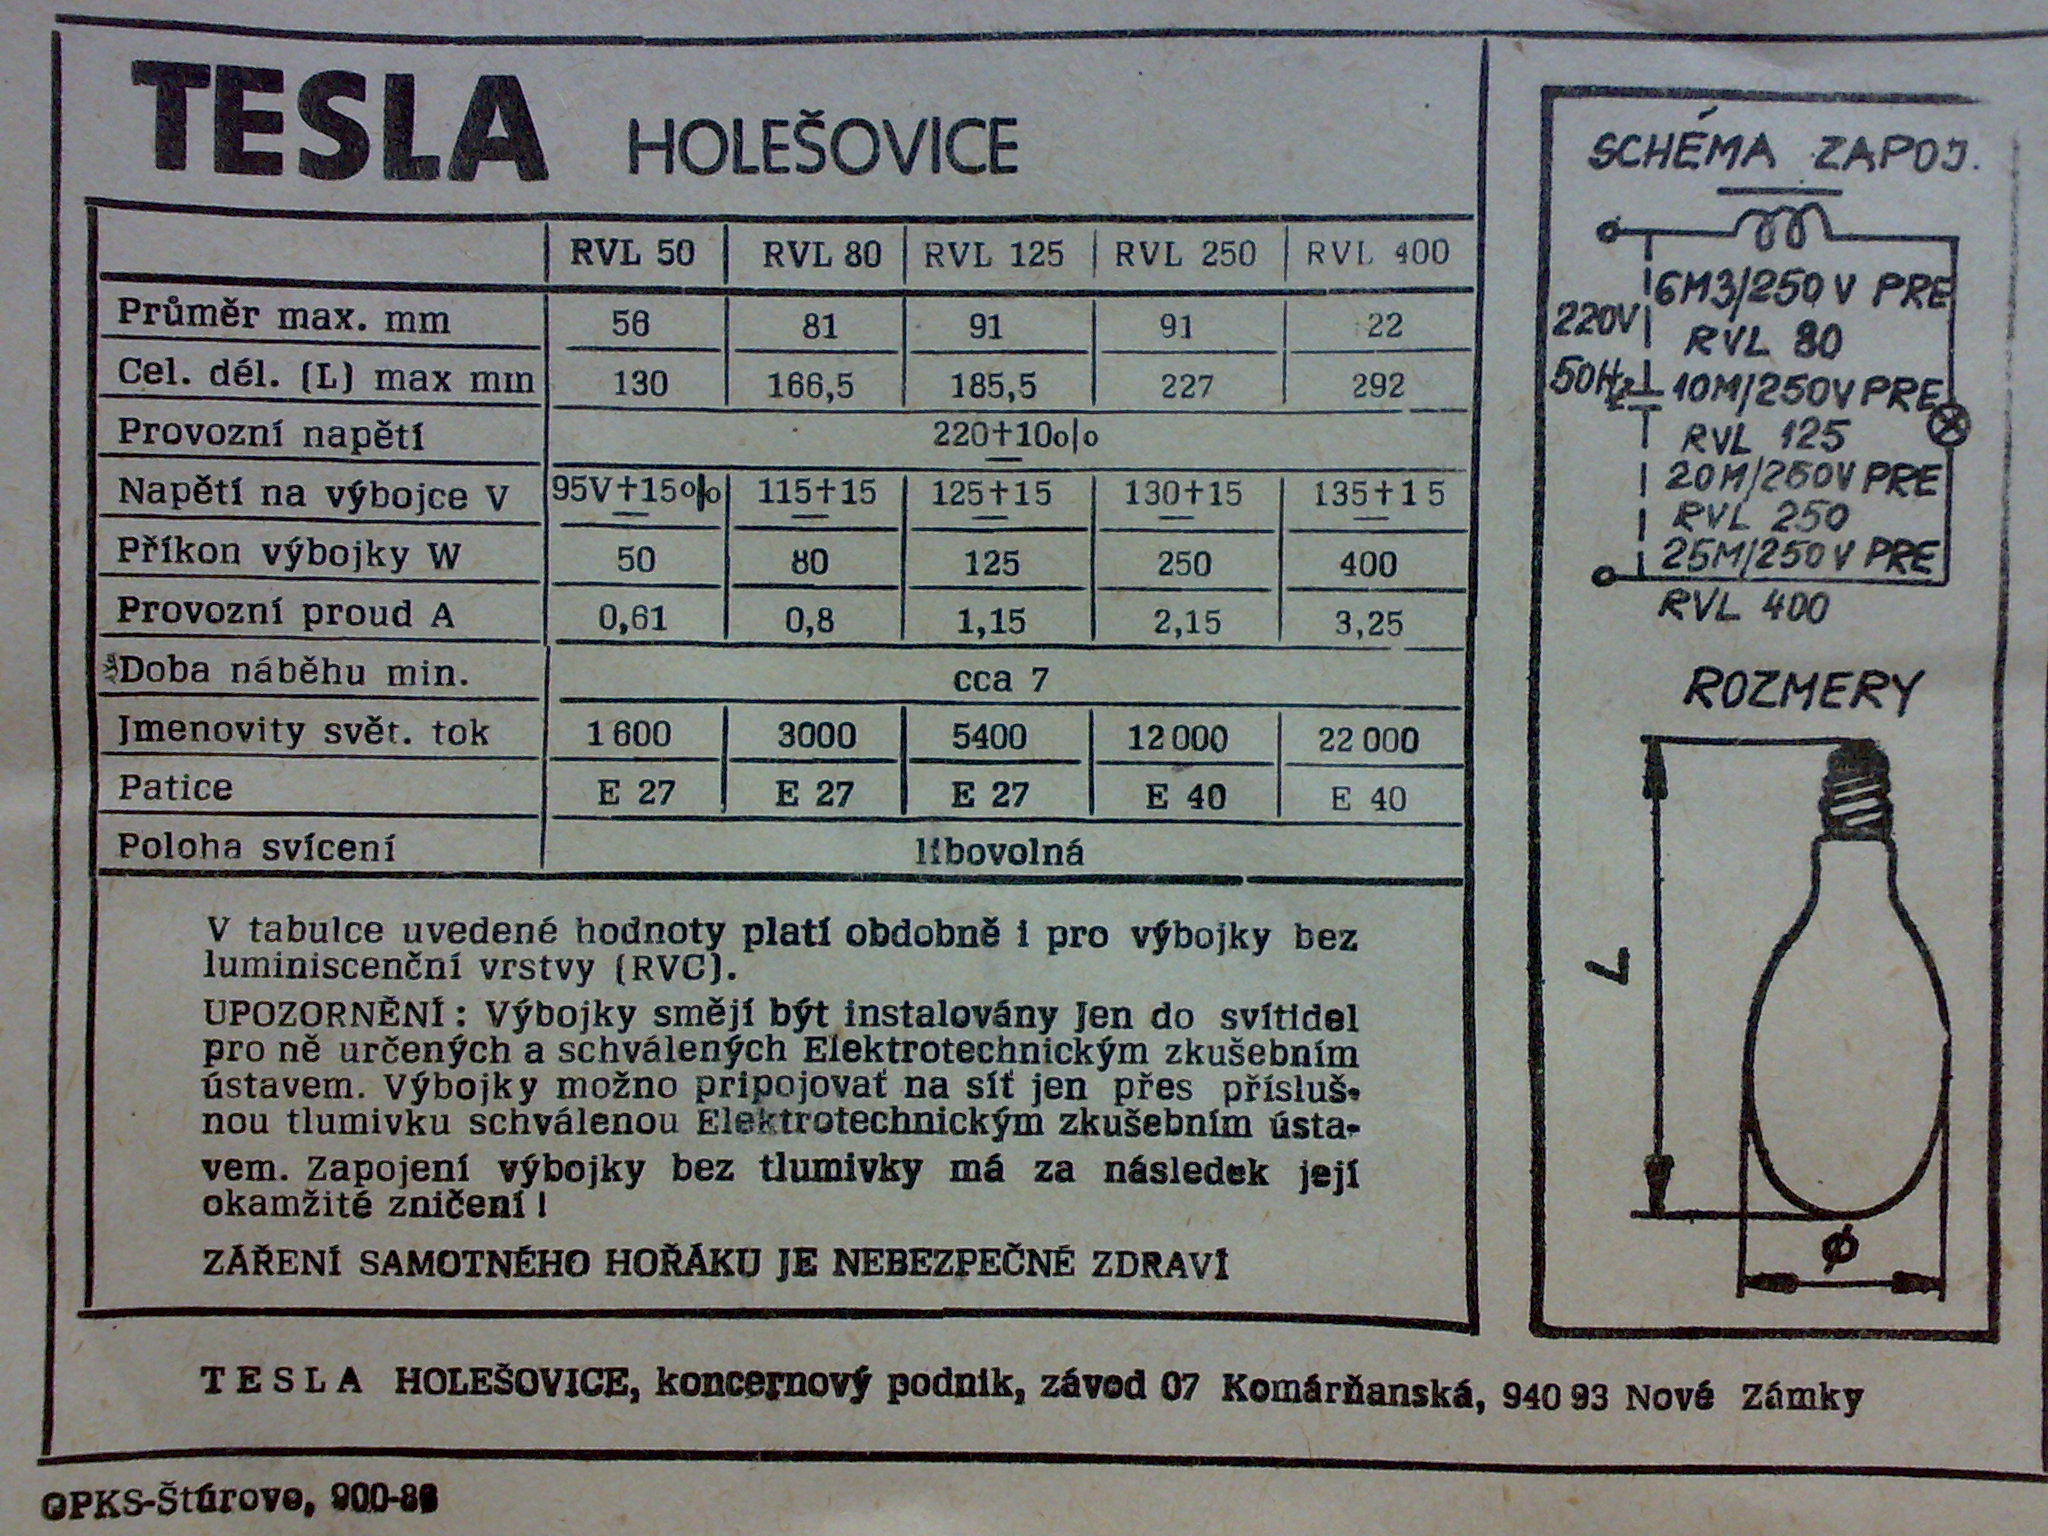 TESLA HOLEŠOVICE
RVL 50 RVL 80 RVL 125 RVL 250 RVL 400
Průměr max. mm 56 81 91 91 22
Cel. dél. (L) max mm 130 166,5 185,5 227 292
Provozní napětí 220±10o|o
Napětí na výbojce V 95V±15o|o 115±15 125±15 130±15 135±15
Příkon výbojky W 50 80 125 250 400
Provozní proud A 0,61 0,8 1,15 2,15 3,25
Doba náběhu min. cca 7
Jmenovity svět. tok 1600 3000 5400 12000 22000
Patice E 27 E 27 E 27 E 40 E 40
Poloha svícení libovolná
V tabulce uvedené hodnoty platí obdobně i pro výbojky bez
luminiscenční vrstvy (RVC).
UPOZORNĚNÍ: Výbojky smějí být instalovány jen do svítidel
pro ně určených a schválených Elektrotechnickým zkušebním
ústavem. Výbojky možno pripojovať na síť jen přes přísluš-
nou tlumivku schválenou Elektrotechnickým zkušebním ústa-
vem. Zapojení výbojky bez tlumivky má za následek její
okamžité zničení!
ZÁŘENÍ SAMOTNÉHO HOŘÁKU JE NEBEZPEČNÉ ZDRAVÍ
SCHÉMA ZAPOJ.
220V
50Hz
6M3/250V PRE
RVL 80
10M/250V PRE
RVL 125
20M/250V PRE
RVL 250
25M/250V PRE
RVL 400
ROZMERY
L
Ø
TESLA HOLEŠOVICE, koncernový podnik, závod 07 Komárňanská, 940 93 Nové Zámky
OPKS-Štúrovo,